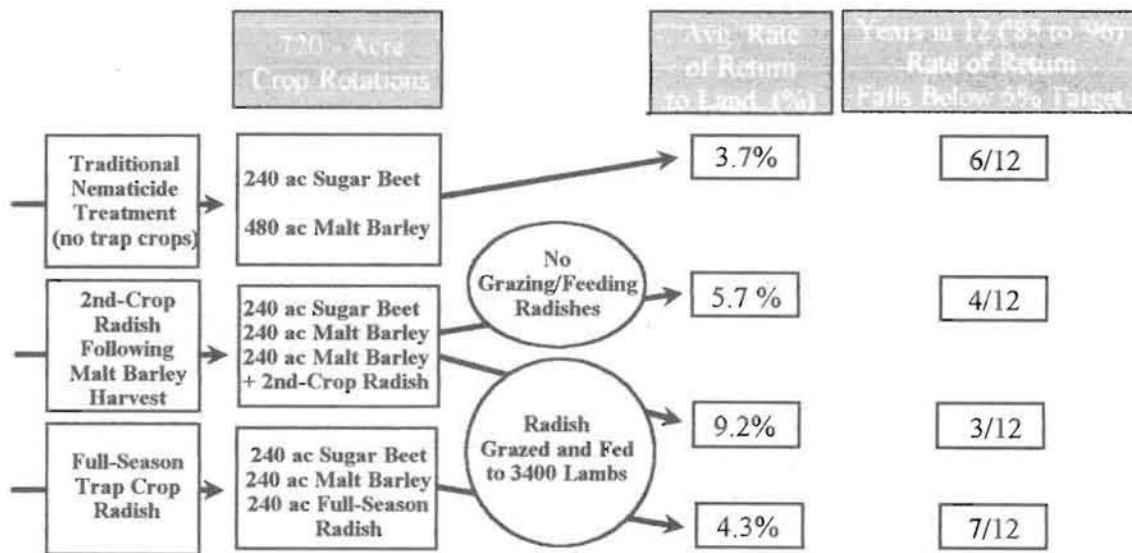 720 - Acre
Crop Rotations
Avg. Rate
of Return
to Land, (%)
Years in 12 ('85 to '96)
Rate of Return
Falls Below 5% Target
Traditional
Nematicide
Treatment
(no trap crops)
240 ac Sugar Beet
480 ac Malt Barley
3.7%
6/12
2nd-Crop
Radish
Following
Malt Barley
Harvest
240 ac Sugar Beet
240 ac Malt Barley
240 ac Malt Barley
+ 2nd-Crop Radish
No
Grazing/Feeding
Radishes
5.7 %
4/12
Radish
Grazed and Fed
to 3400 Lambs
9.2%
3/12
Full-Season
Trap Crop
Radish
240 ac Sugar Beet
240 ac Malt Barley
240 ac Full-Season
Radish
4.3%
7/12